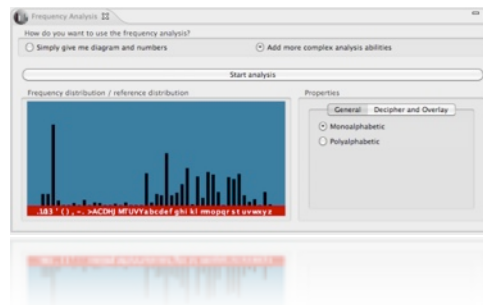 Frequency Analysis
How do you want to use the frequency analysis?
Simply give me diagram and numbers
Add more complex analysis abilities
Start analysis
Frequency distribution / reference distribution
Properties
General
Decipher and Overlay
Monoalphabetic
Polyalphabetic